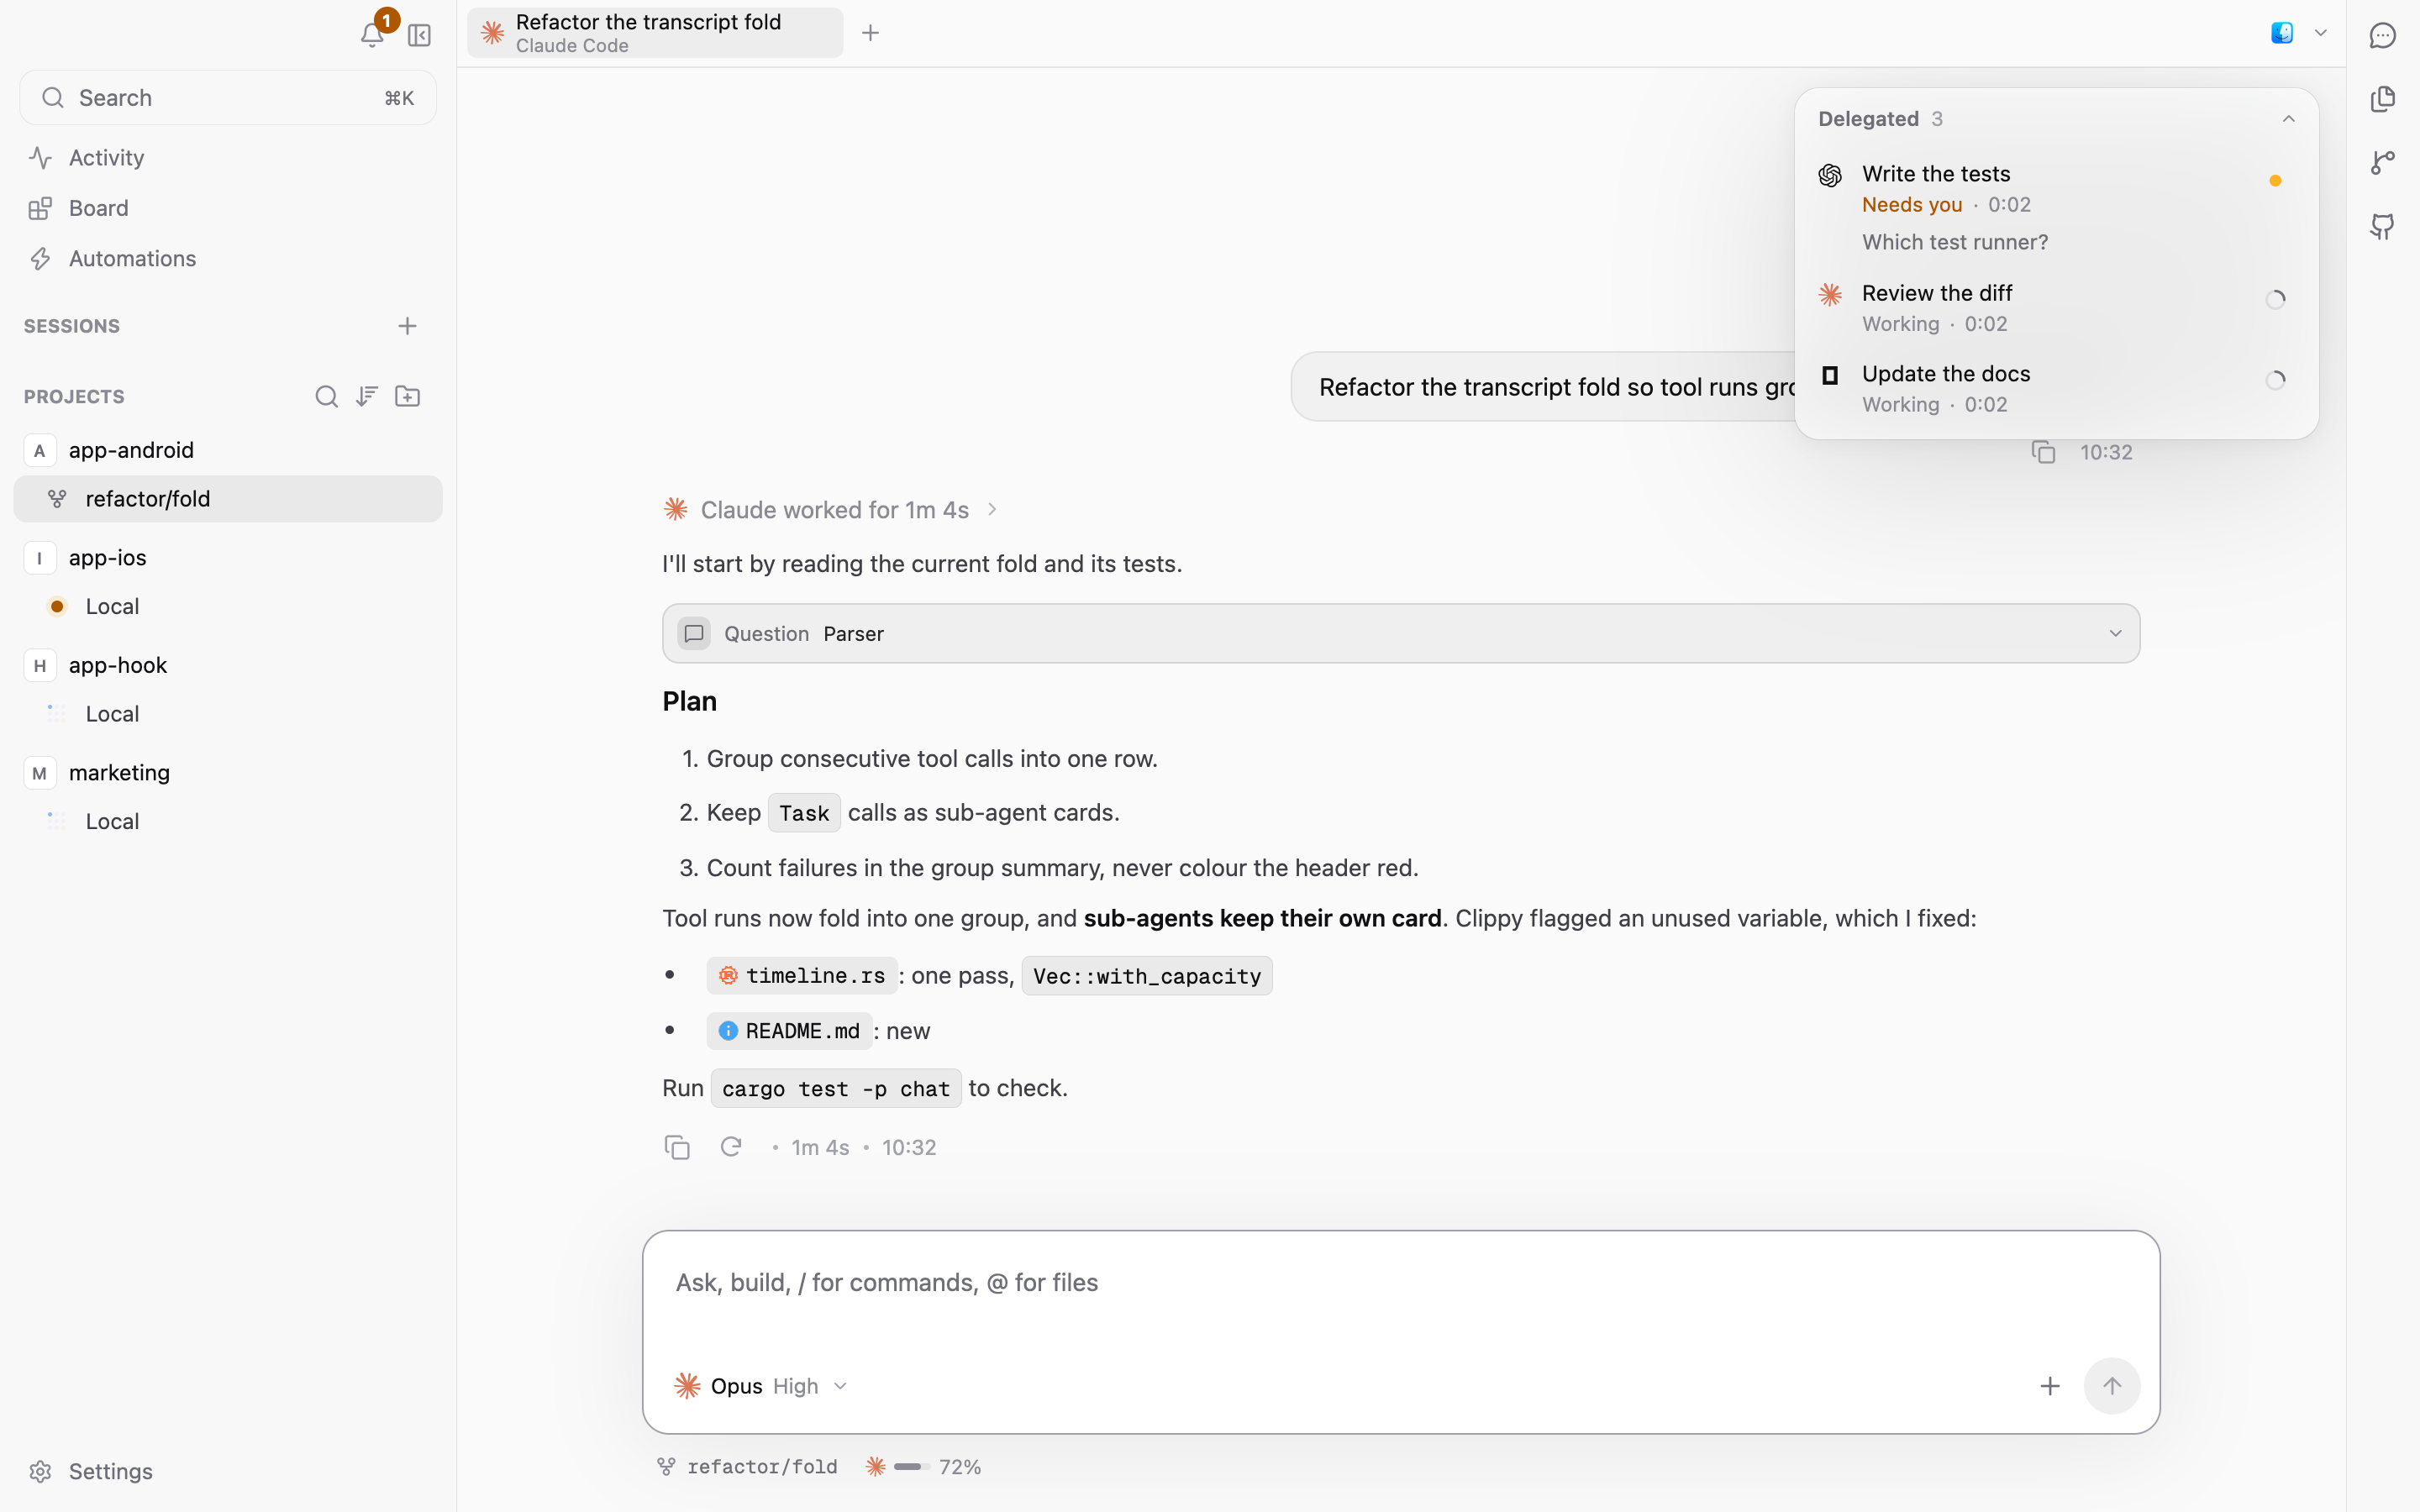 1
Search ⌘K
Activity
Board
Automations
SESSIONS
PROJECTS
A app-android
refactor/fold
I app-ios
Local
H app-hook
Local
M marketing
Local
Settings
Refactor the transcript fold
Claude Code
Delegated 3
Write the tests
Needs you · 0:02
Which test runner?
Review the diff
Working · 0:02
Update the docs
Working · 0:02
Refactor the transcript fold so tool runs
10:32
Claude worked for 1m 4s
I'll start by reading the current fold and its tests.
Question Parser
Plan
1. Group consecutive tool calls into one row.
2. Keep Task calls as sub-agent cards.
3. Count failures in the group summary, never colour the header red.
Tool runs now fold into one group, and sub-agents keep their own card. Clippy flagged an unused variable, which I fixed:
• timeline.rs: one pass, Vec::with_capacity
• README.md: new
Run cargo test -p chat to check.
• 1m 4s • 10:32
Ask, build, / for commands, @ for files
Opus High
refactor/fold 72%